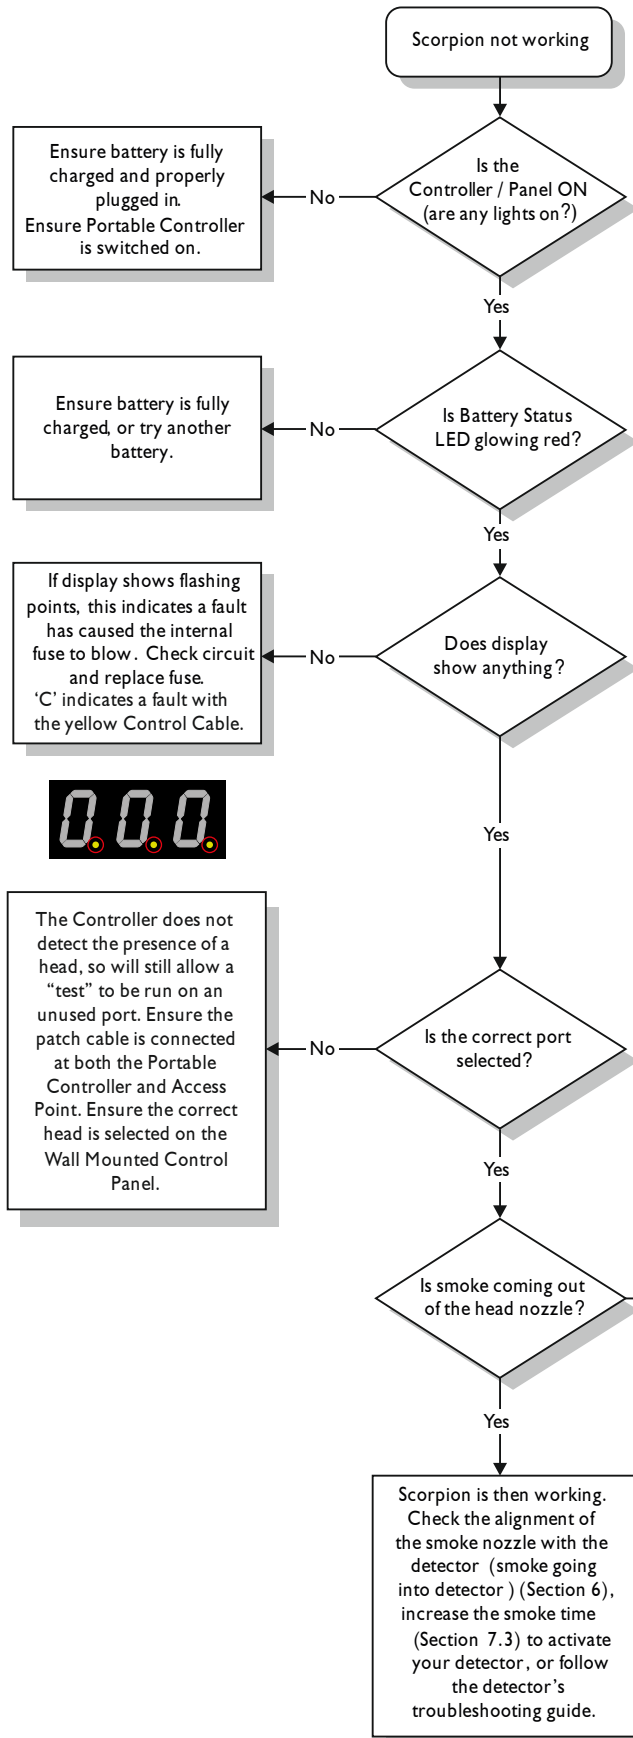 Scorpion not working
Is the
Controller / Panel ON
(are any lights on?)
No
Ensure battery is fully
charged and properly
plugged in.
Ensure Portable Controller
is switched on.
Yes
Is Battery Status
LED glowing red?
No
Ensure battery is fully
charged, or try another
battery.
Yes
Does display
show anything?
No
If display shows flashing
points, this indicates a fault
has caused the internal
fuse to blow. Check circuit
and replace fuse.
‘C’ indicates a fault with
the yellow Control Cable.
0.0.0.
Yes
Is the correct port
selected?
No
The Controller does not
detect the presence of a
head, so will still allow a
“test” to be run on an
unused port. Ensure the
patch cable is connected
at both the Portable
Controller and Access
Point. Ensure the correct
head is selected on the
Wall Mounted Control
Panel.
Yes
Is smoke coming out
of the head nozzle?
Yes
Scorpion is then working.
Check the alignment of
the smoke nozzle with the
detector (smoke going
into detector) (Section 6),
increase the smoke time
(Section 7.3) to activate
your detector, or follow
the detector’s
troubleshooting guide.